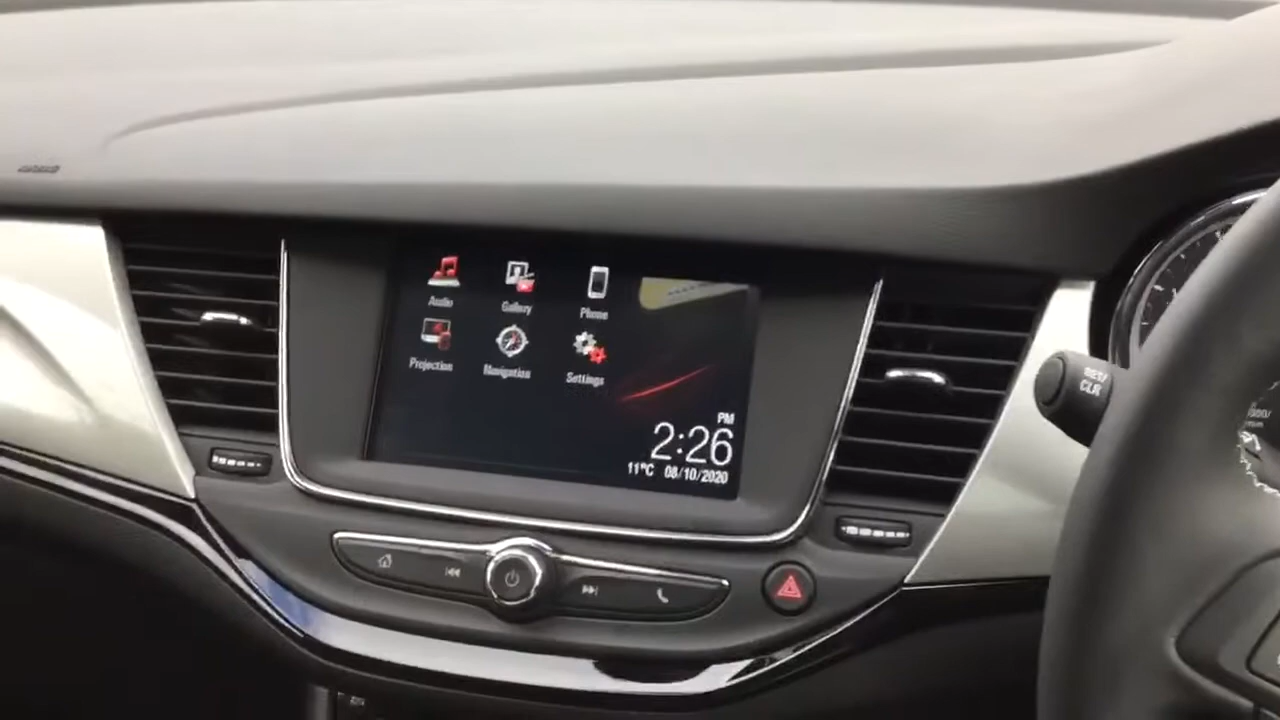 Audio
Gallery
Phone
Projection
Navigation
Settings
PM
2:26
11°C 08/10/2020
SET/
CLR